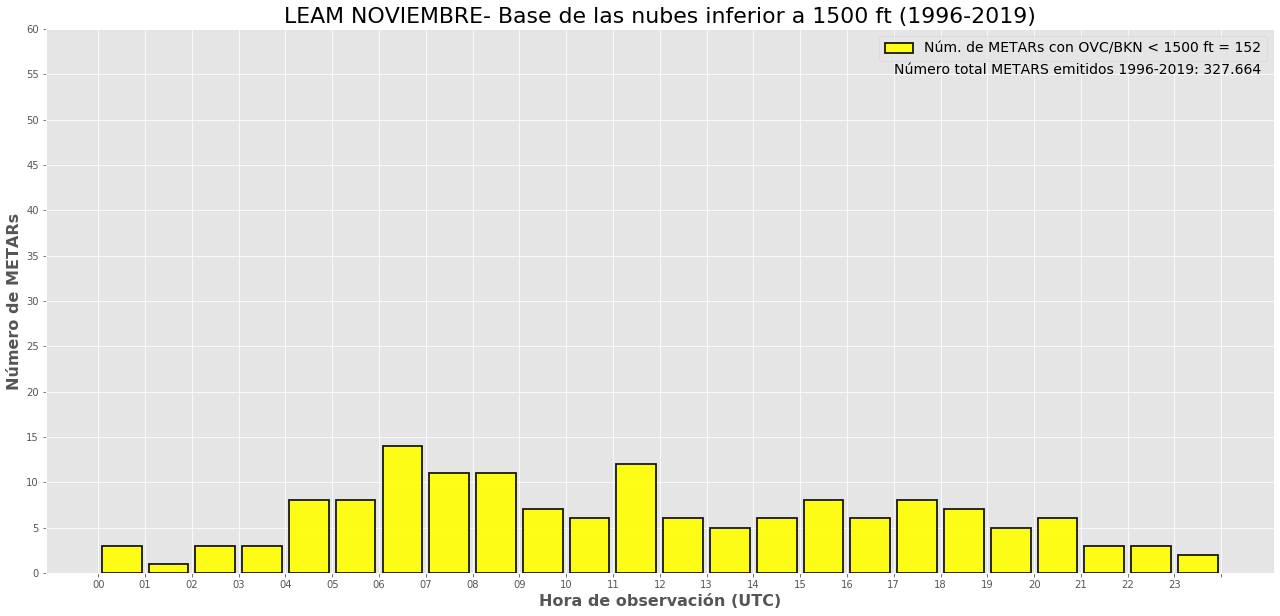 LEAM NOVIEMBRE- Base de las nubes inferior a 1500 ft (1996-2019)
Núm. de METARs con OVC/BKN < 1500 ft = 152
Número total METARS emitidos 1996-2019: 327.664
Número de METARs
60
55
50
45
40
35
30
25
20
15
10
5
0
00 01 02 03 04 05 06 07 08 09 10 11 12 13 14 15 16 17 18 19 20 21 22 23
Hora de observación (UTC)